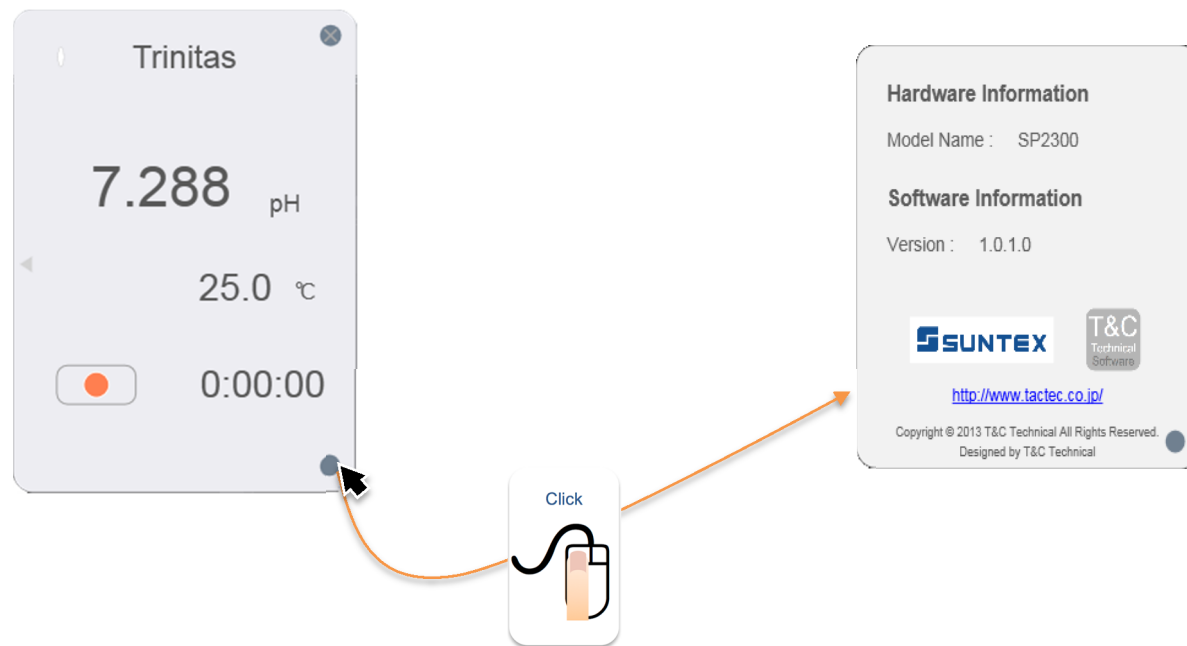 Trinitas
7.288 pH
25.0 ℃
0:00:00
Click
Hardware Information
Model Name : SP2300
Software Information
Version : 1.0.1.0
SUNTEX
T&C
Technical
Software
http://www.tactec.co.jp/
Copyright © 2013 T&C Technical All Rights Reserved.
Designed by T&C Technical